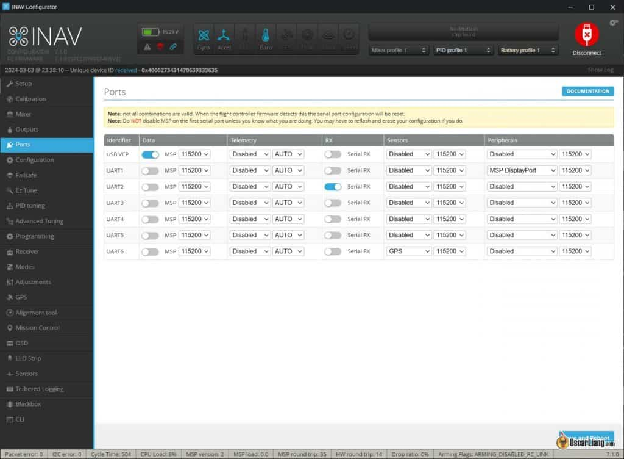 INAV Configurator
INAV
Mixer profile 1
PID profile 1
Battery profile 1
Disconnect
2024-03-03 @ 23:30:10 -- Unique device ID received - 
Setup
Calibration
Mixer
Outputs
Ports
Configuration
Failsafe
PID tuning
Advanced Tuning
Programming
Receiver
Modes
Adjustments
GPS
Alignment tool
Mission Control
OSD
LED Strip
Sensors
Tethered Logging
Blackbox
CLI
Ports
DOCUMENTATION
Note: not all combinations are valid. When the flight controller firmware detects this the serial port configuration will be reset.
Note: Do NOT disable MSP on the first serial port unless you know what you are doing. You may have to reflash and erase your configuration if you do.
Identifier Data Telemetry RX Sensors Peripherals
USB VCP MSP 115200 Disabled AUTO Serial RX Disabled 115200 Disabled 115200
UART1 MSP 115200 Disabled AUTO Serial RX Disabled 115200 MSP DisplayPort 115200
UART2 MSP 115200 Disabled AUTO Serial RX Disabled 115200 Disabled 115200
UART3 MSP 115200 Disabled AUTO Serial RX Disabled 115200 Disabled 115200
UART4 MSP 115200 Disabled AUTO Serial RX Disabled 115200 Disabled 115200
UART5 MSP 115200 Disabled AUTO Serial RX Disabled 115200 Disabled 115200
UART6 MSP 115200 Disabled AUTO Serial RX GPS 115200 Disabled 115200
Save and Reboot
OscarLiang.com
Packet error: 0 I2C error: 0 Cycle Time: 504 CPU Load: 8% MSP version: 2 MSP load: 0.0 MSP round trip: 35 HW round trip: 14 Drop ratio: 0% Arming Flags: ARMING_DISABLED_RC_LINK 7.1.0